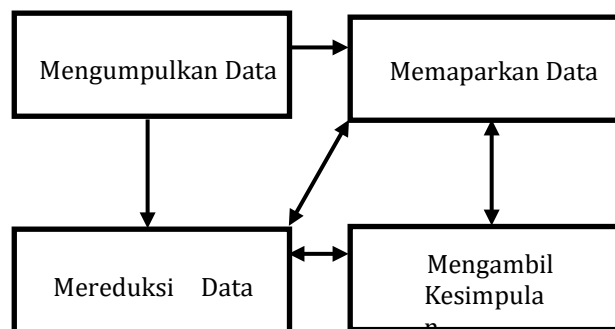 Mengumpulkan Data
Memaparkan Data
Mereduksi Data
Mengambil
Kesimpula
n